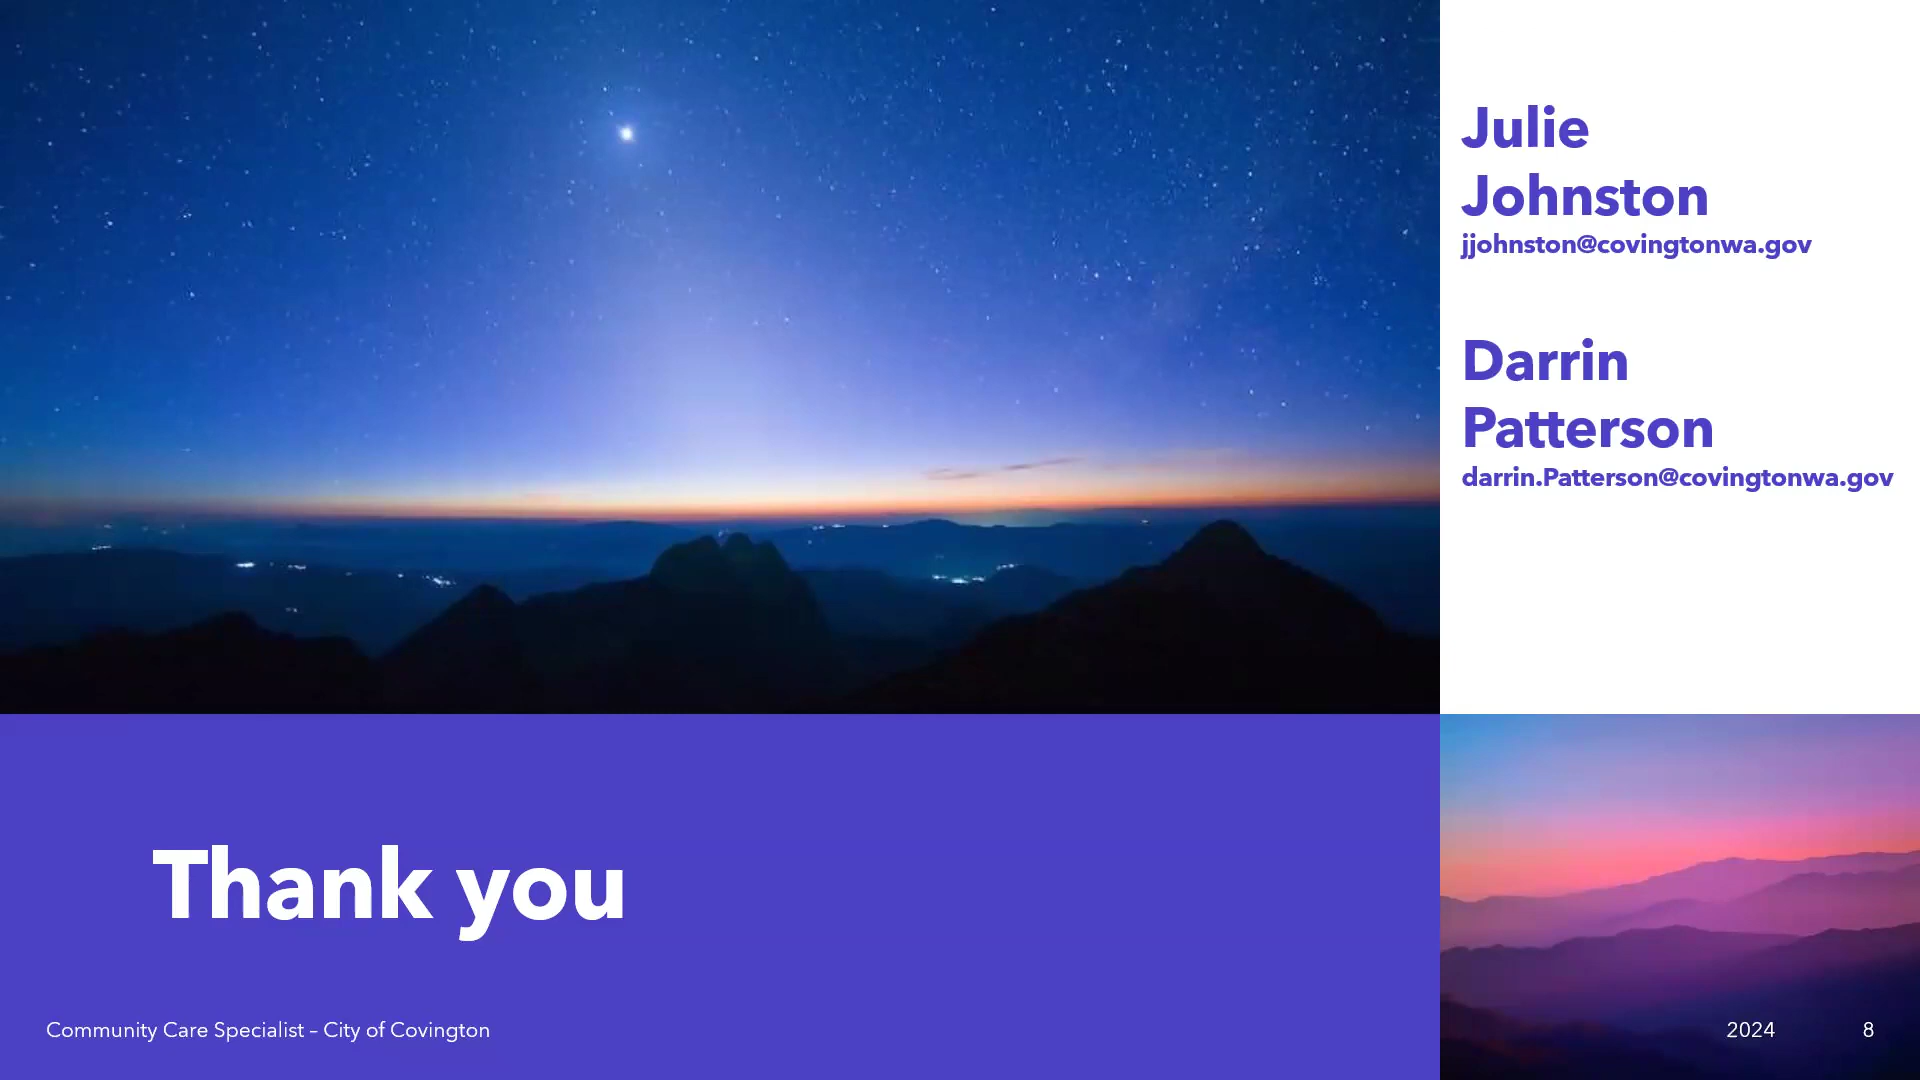 Julie
Johnston
jjohnston@covingtonwa.gov
Darrin
Patterson
darrin.Patterson@covingtonwa.gov
Thank you
Community Care Specialist – City of Covington
2024
8